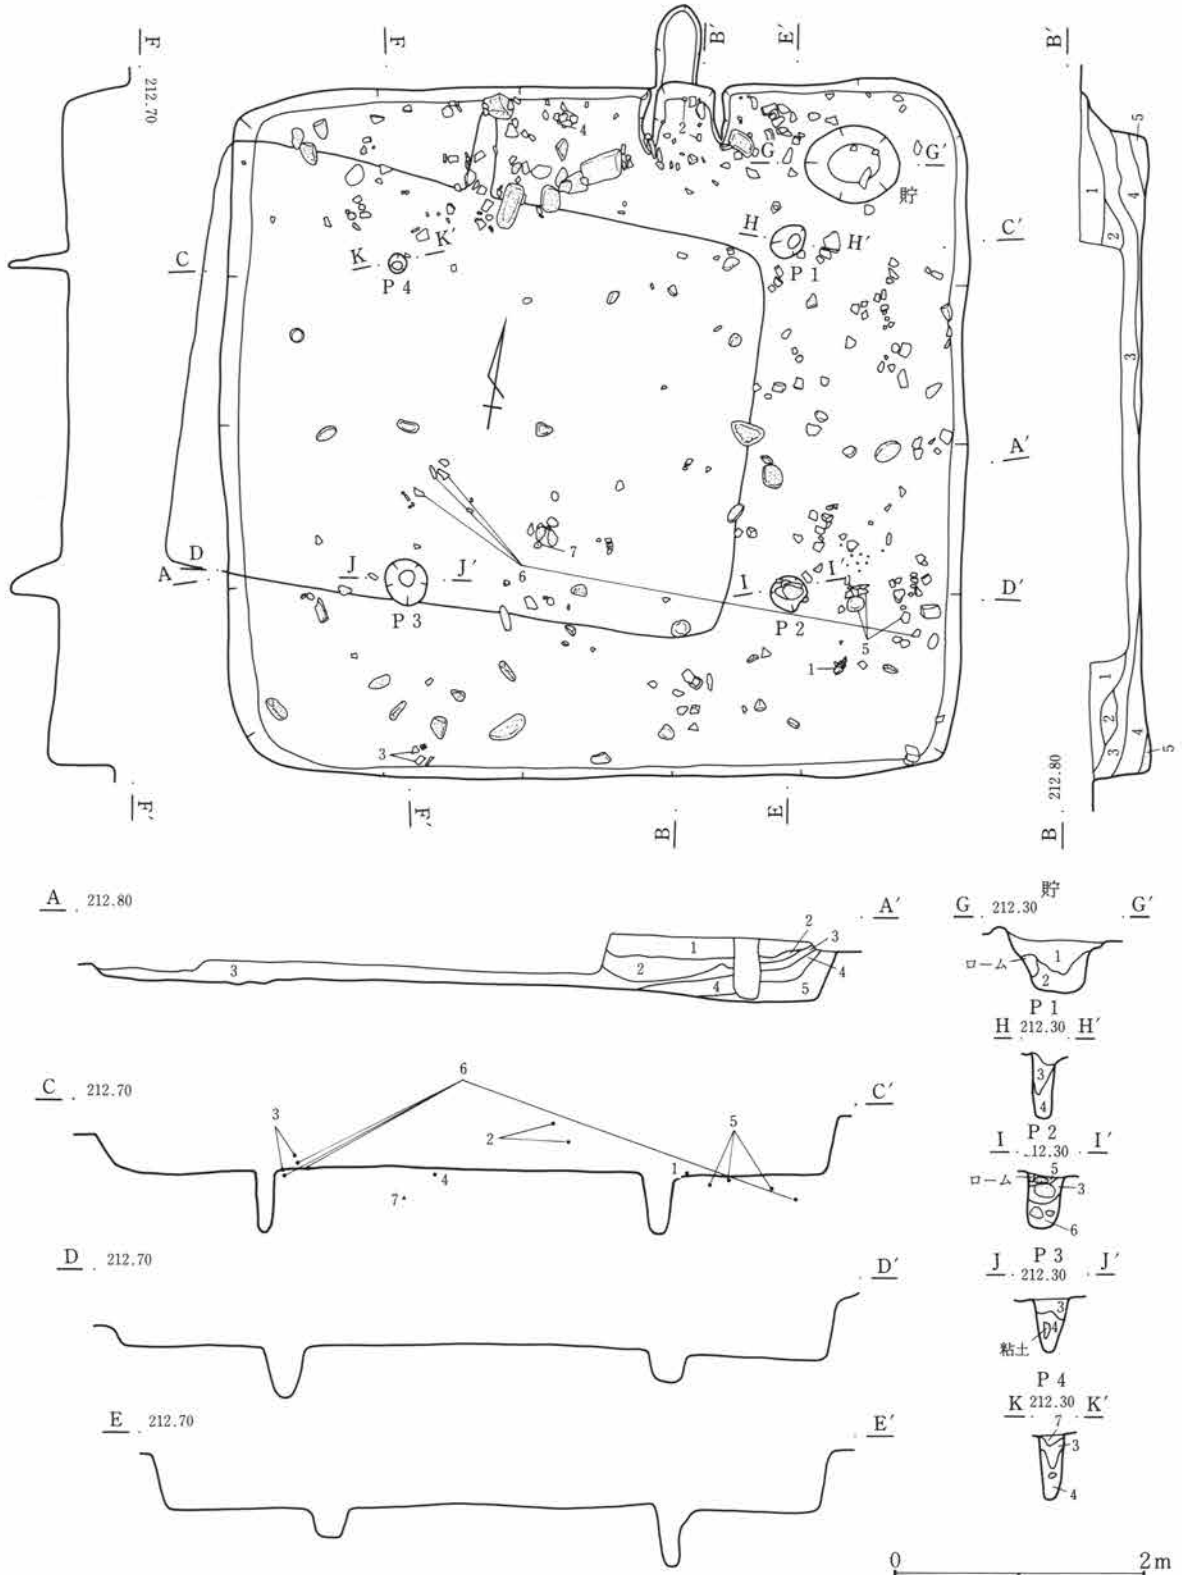 F F B′ E′ B′
212.70
4 2 5
G G′
貯
1 4
H H′ C′
K K′ 2
C P 4 P 1
3
A′
D 7
A J J′ 6 I I′ D′
P 3 P 2
5
1
1
2
3 4 5
3
212.80
F′ F′ B E B
貯
A 212.80 A′ G 212.30 G′
2
3
1
3 2 4 4 5
ローム 1
2
P 1
H 212.30 H′
3
4
6
C 212.70 C′
3 2 5
1
4
7
P 2
I .12.30 I′
5
ローム 3
6
D 212.70 D′
P 3
J 212.30 J′
3
4
粘土
P 4
E 212.70 E′
K 212.30 K′
7
3
4
0 2m